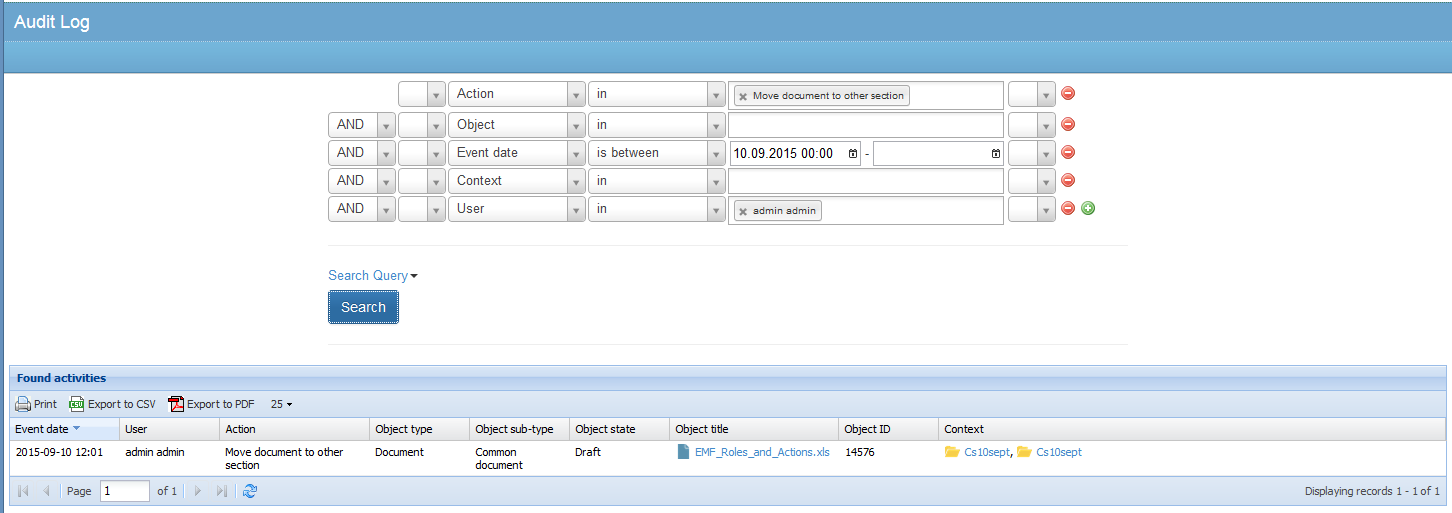 Audit Log
Action in Move document to other section
AND Object in
AND Event date is between 10.09.2015 00:00 -
AND Context in
AND User in admin admin
Search Query
Search
Found activities
Print Export to CSV Export to PDF 25
Event date User Action Object type Object sub-type Object state Object title Object ID Context
2015-09-10 12:01 admin admin Move document to other Document Common Draft EMF_Roles_and_Actions.xls 14576 Cs10sept, Cs10sept
section document
Page 1 of 1 Displaying records 1 - 1 of 1